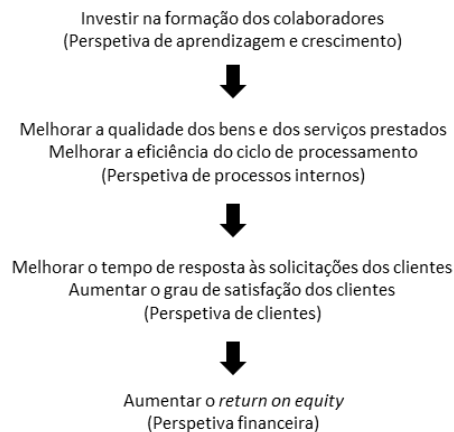 Investir na formação dos colaboradores
(Perspetiva de aprendizagem e crescimento)
Melhorar a qualidade dos bens e dos serviços prestados
Melhorar a eficiência do ciclo de processamento
(Perspetiva de processos internos)
Melhorar o tempo de resposta às solicitações dos clientes
Aumentar o grau de satisfação dos clientes
(Perspetiva de clientes)
Aumentar o return on equity
(Perspetiva financeira)